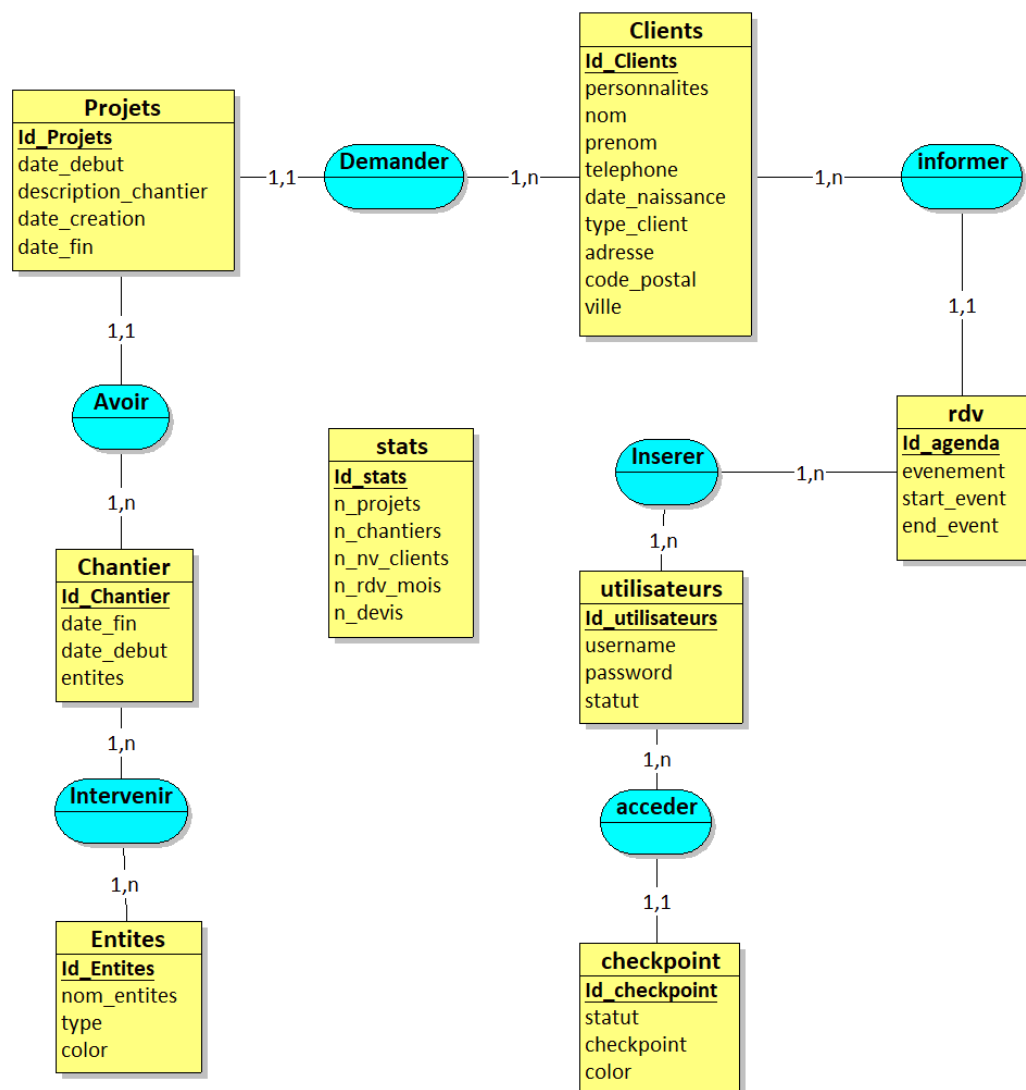 Clients
Id_Clients
personnalites
nom
prenom
telephone
date_naissance
type_client
adresse
code_postal
ville
Projets
Id_Projets
date_debut
description_chantier
date_creation
date_fin
1,1
Demander
1,n
1,n
informer
1,1
1,1
Avoir
1,n
rdv
Id_agenda
evenement
start_event
end_event
stats
Id_stats
n_projets
n_chantiers
n_nv_clients
n_rdv_mois
n_devis
Inserer
1,n
1,n
Chantier
Id_Chantier
date_fin
date_debut
entites
utilisateurs
Id_utilisateurs
username
password
statut
1,n
Intervenir
1,n
1,n
acceder
1,1
Entites
Id_Entites
nom_entites
type
color
checkpoint
Id_checkpoint
statut
checkpoint
color